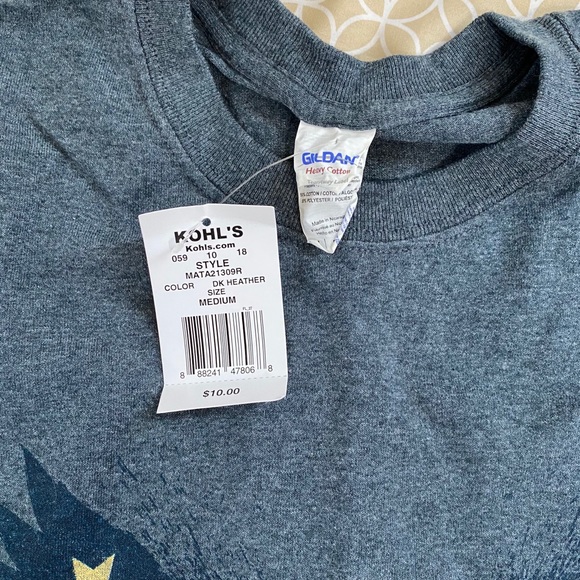 GILDAN
Heavy Cotton
KOHL'S
Kohls.com
059 10 18
STYLE
MATA21309R
COLOR DK HEATHER
SIZE
MEDIUM
8 88241 47806 8
$10.00